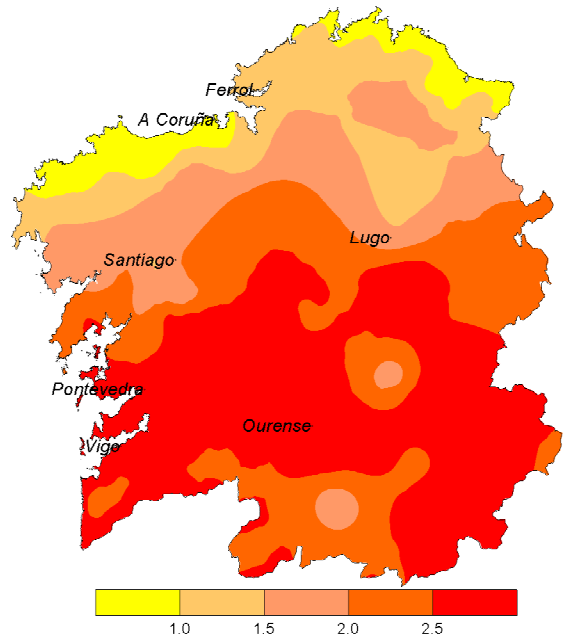 Ferrol
A Coruña
Lugo
Santiago
Pontevedra
Ourense
Vigo
1.0 1.5 2.0 2.5